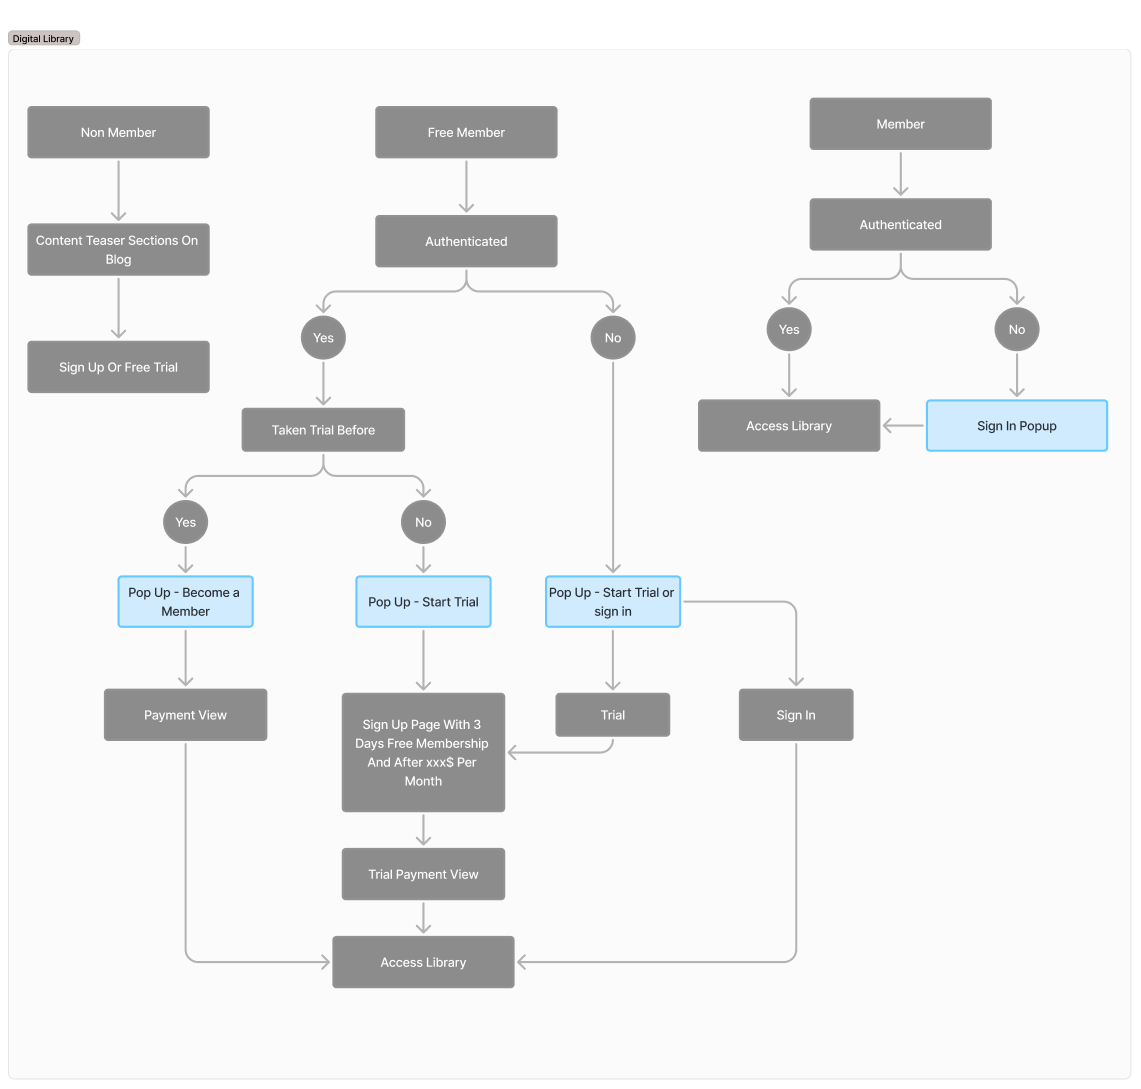 Digital Library
Non Member
Content Teaser Sections On
Blog
Sign Up Or Free Trial
Free Member
Authenticated
Yes
No
Taken Trial Before
Yes
No
Pop Up - Become a
Member
Pop Up - Start Trial
Pop Up - Start Trial or
sign in
Payment View
Sign Up Page With 3
Days Free Membership
And After xxx$ Per
Month
Trial
Sign In
Trial Payment View
Access Library
Member
Authenticated
Yes
No
Access Library
Sign In Popup